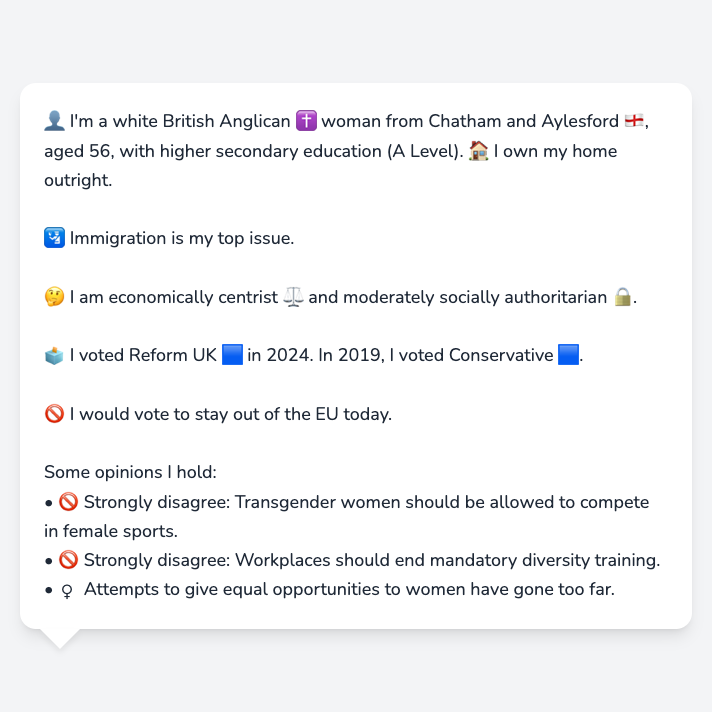 👤 I'm a white British Anglican ✝️ woman from Chatham and Aylesford 🏴󠁧󠁢󠁥󠁮󠁧󠁿,
aged 56, with higher secondary education (A Level). 🏠 I own my home
outright.
🛂 Immigration is my top issue.
🤔 I am economically centrist ⚖️ and moderately socially authoritarian 🔒.
🗳️ I voted Reform UK 🟦 in 2024. In 2019, I voted Conservative 🟦.
🚫 I would vote to stay out of the EU today.
Some opinions I hold:
• 🚫 Strongly disagree: Transgender women should be allowed to compete
in female sports.
• 🚫 Strongly disagree: Workplaces should end mandatory diversity training.
• ♀ Attempts to give equal opportunities to women have gone too far.